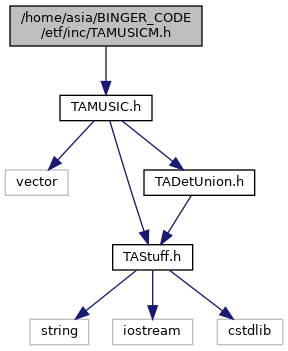 /home/asia/BINGER_CODE
/etf/inc/TAMUSICM.h
TAMUSIC.h
vector
TADetUnion.h
TAStuff.h
string
iostream
cstdlib